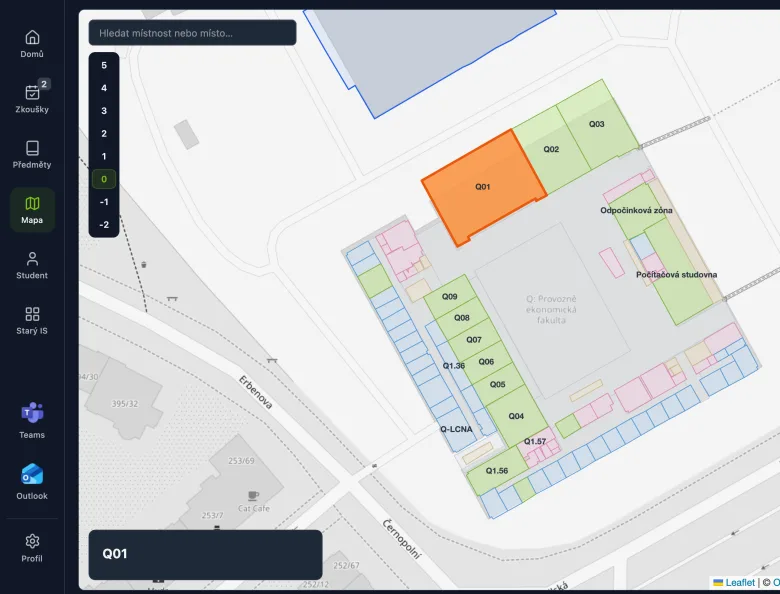 Domů
2
Zkoušky
Předměty
Mapa
Student
Starý IS
Teams
Outlook
Profil
Hledat místnost nebo místo...
5
4
3
2
1
0
-1
-2
Q03
Q02
Q01
Odpočinková zóna
Počítačová studovna
Q: Provozně
ekonomická
fakulta
Q09
Q08
Q07
Q06
Q05
Q04
Q1.36
Q-LCNA
Q1.57
Q1.56
Erbenova
Černopolní
395/32
253/69
253/7
Cat Cafe
252/67
252/12
Q01
Leaflet | ©